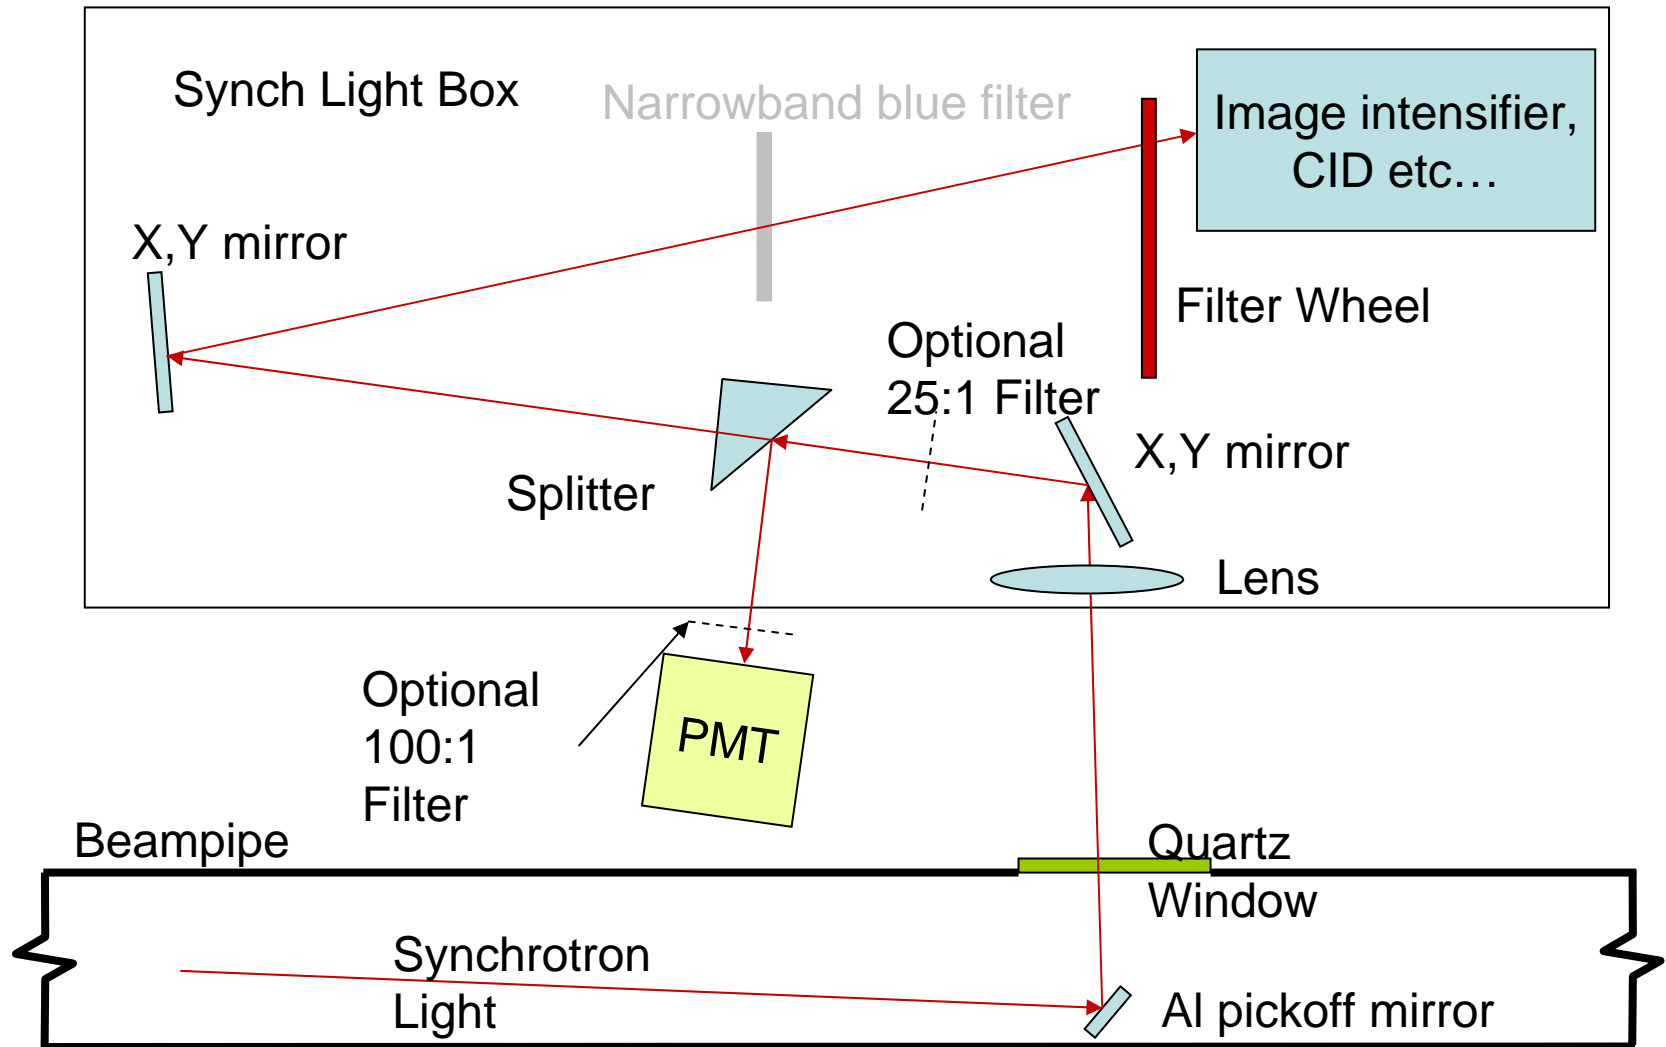 Synch Light Box
Narrowband blue filter
Image intensifier,
CID etc…
X,Y mirror
Filter Wheel
Optional
25:1 Filter
X,Y mirror
Splitter
Lens
Optional
100:1
Filter
PMT
Beampipe
Quartz
Window
Synchrotron
Light
Al pickoff mirror